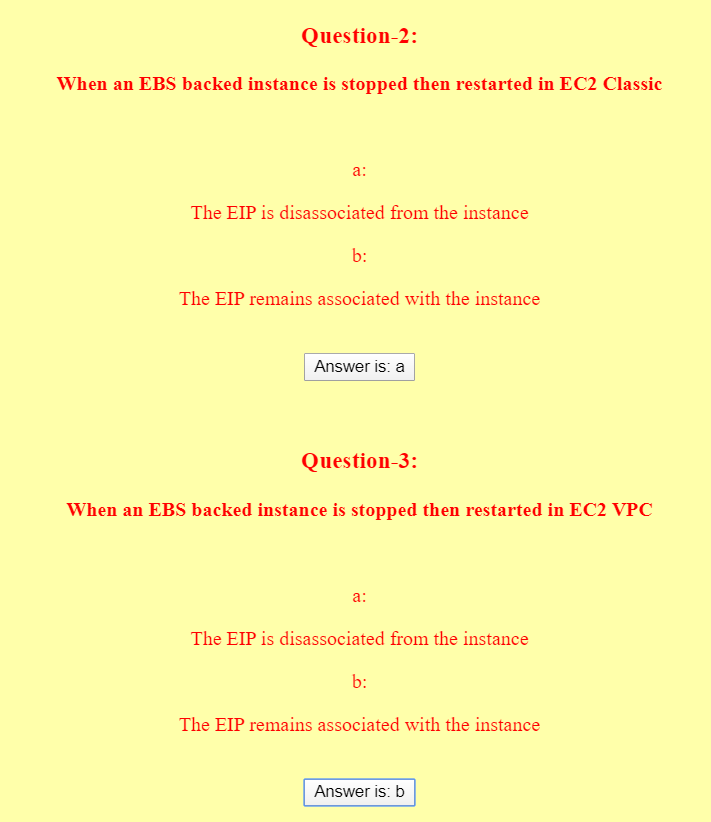 Question-2:
When an EBS backed instance is stopped then restarted in EC2 Classic
a:
The EIP is disassociated from the instance
b:
The EIP remains associated with the instance
Answer is: a
Question-3:
When an EBS backed instance is stopped then restarted in EC2 VPC
a:
The EIP is disassociated from the instance
b:
The EIP remains associated with the instance
Answer is: b